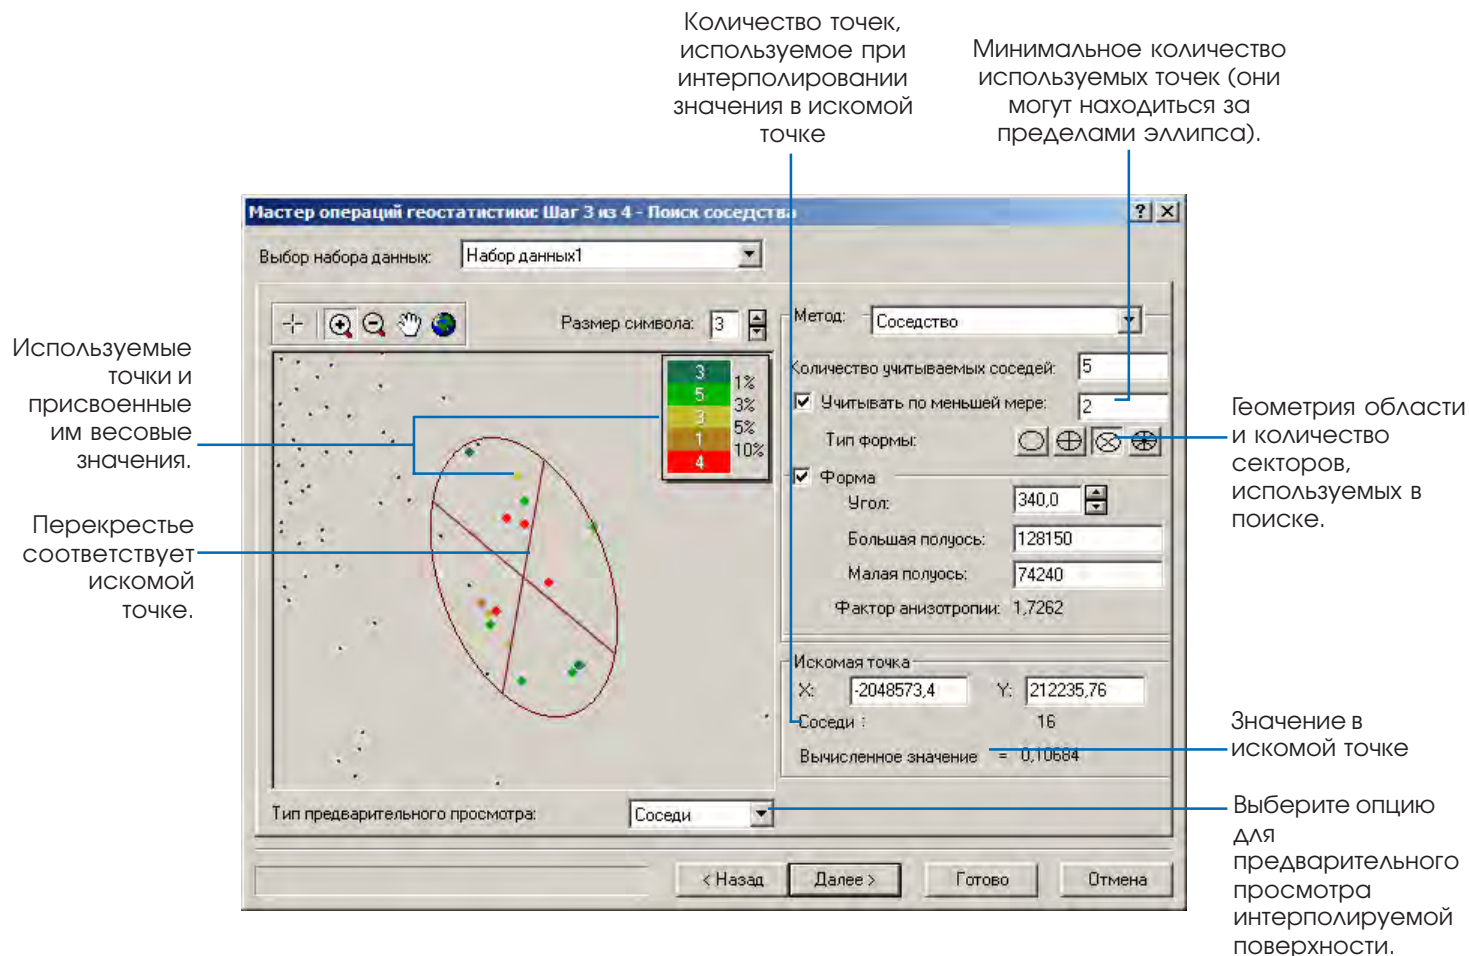 Количество точек,
используемое при
интерполировании
значения в искомой
точке
Минимальное количество
используемых точек (они
могут находиться за
пределами эллипса).
Мастер операций геостатистики: Шаг 3 из 4 - Поиск соседства
Выбор набора данных: Набор данных1
Размер символа: 3
Метод: Соседство
3
5
3
1
4
1%
3%
5%
10%
Количество учитываемых соседей: 5
Учитывать по меньшей мере: 2
Тип формы:
Форма
Угол: 340,0
Большая полуось: 128150
Малая полуось: 74240
Фактор анизотропии: 1,7262
Искомая точка
X: -2048573,4 Y: 212235,76
Соседи : 16
Вычисленное значение = 0,10684
Тип предварительного просмотра: Соседи
< Назад Далее > Готово Отмена
Используемые
точки и
присвоенные
им весовые
значения.
Перекрестье
соответствует
искомой
точке.
Геометрия области
и количество
секторов,
используемых в
поиске.
Значение в
искомой точке
Выберите опцию
для
предварительного
просмотра
интерполируемой
поверхности.